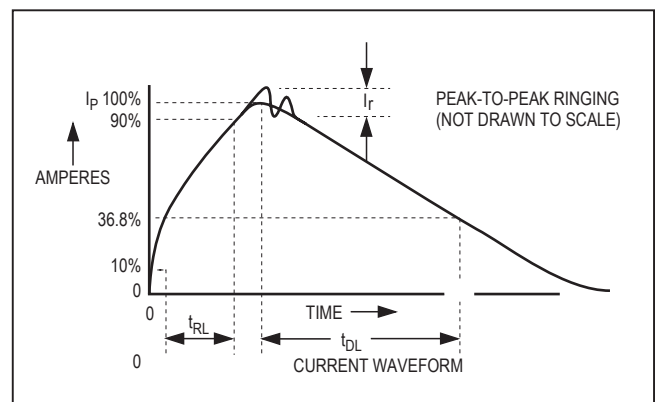 I_P 100%
90%
AMPERES
36.8%
10%
0
0
TIME
t_RL
t_DL
0
CURRENT WAVEFORM
I_r
PEAK-TO-PEAK RINGING
(NOT DRAWN TO SCALE)